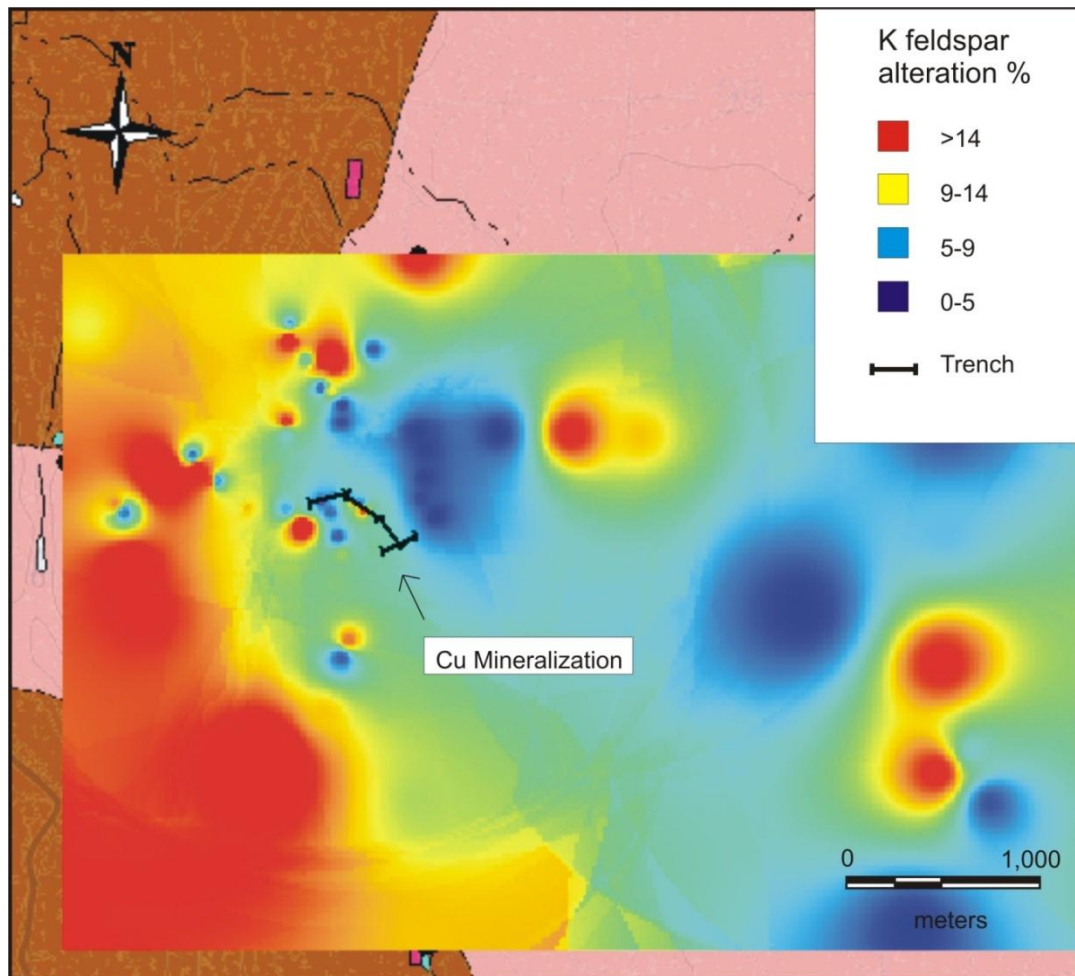 N
K feldspar
alteration %
>14
9-14
5-9
0-5
Trench
Cu Mineralization
0 1,000
meters